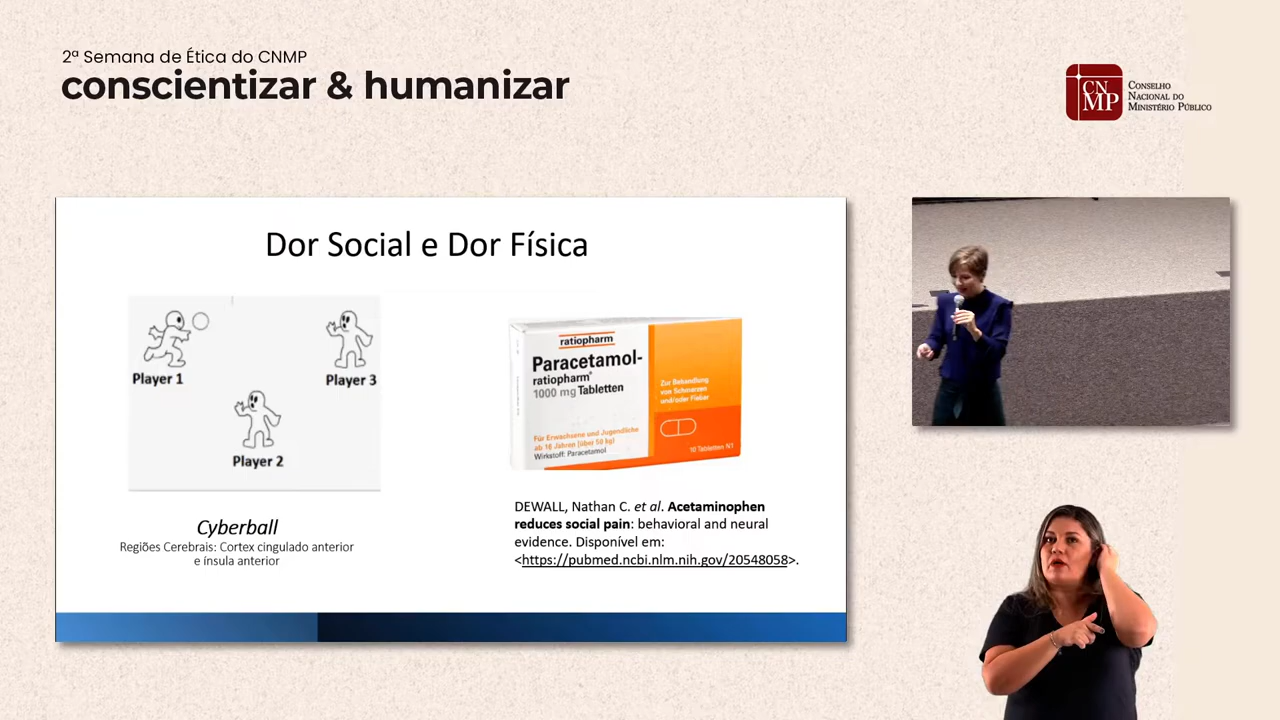 2ª Semana de Ética do CNMP
conscientizar & humanizar
CN
MP
Conselho
Nacional do
Ministério Público
Dor Social e Dor Física
Player 1
Player 3
Player 2
Cyberball
Regiões Cerebrais: Cortex cingulado anterior
e ínsula anterior
ratiopharm
Paracetamol-
ratiopharm®
1000 mg Tabletten
Zur Behandlung
von Schmerzen
und/oder Fieber
Für Erwachsene und Jugendliche
ab 16 Jahren (über 50 kg)
Wirkstoff: Paracetamol
10 Tabletten N1
DEWALL, Nathan C. et al. Acetaminophen
reduces social pain: behavioral and neural
evidence. Disponível em:
<https://pubmed.ncbi.nlm.nih.gov/20548058>.